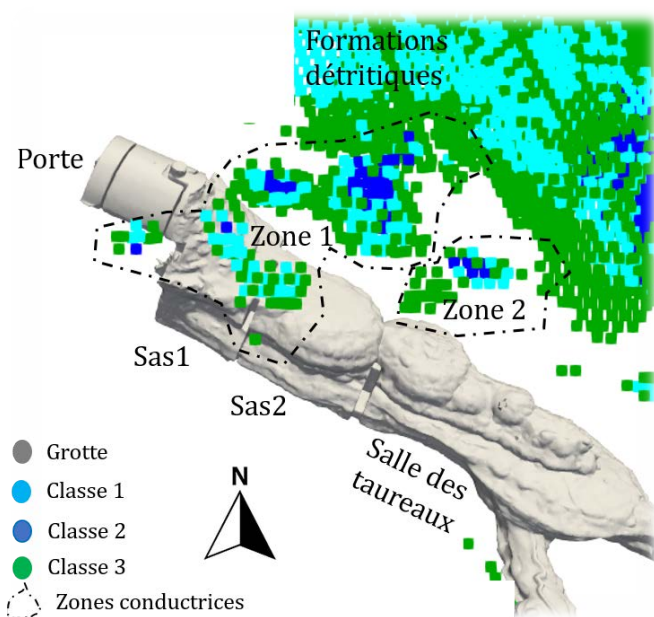 Formations
détritiques
Porte
Zone 1
Zone 2
Sas1
Sas2
Salle des
taureaux
N
Grotte
Classe 1
Classe 2
Classe 3
Zones conductrices